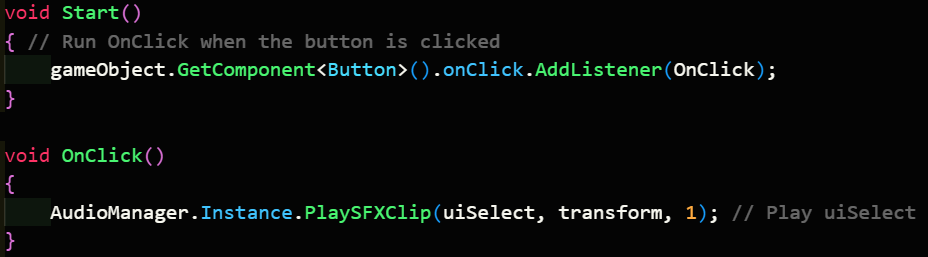 void Start()
{ // Run OnClick when the button is clicked
    gameObject.GetComponent<Button>().onClick.AddListener(OnClick);
}

void OnClick()
{
    AudioManager.Instance.PlaySFXClip(uiSelect, transform, 1); // Play uiSelect
}